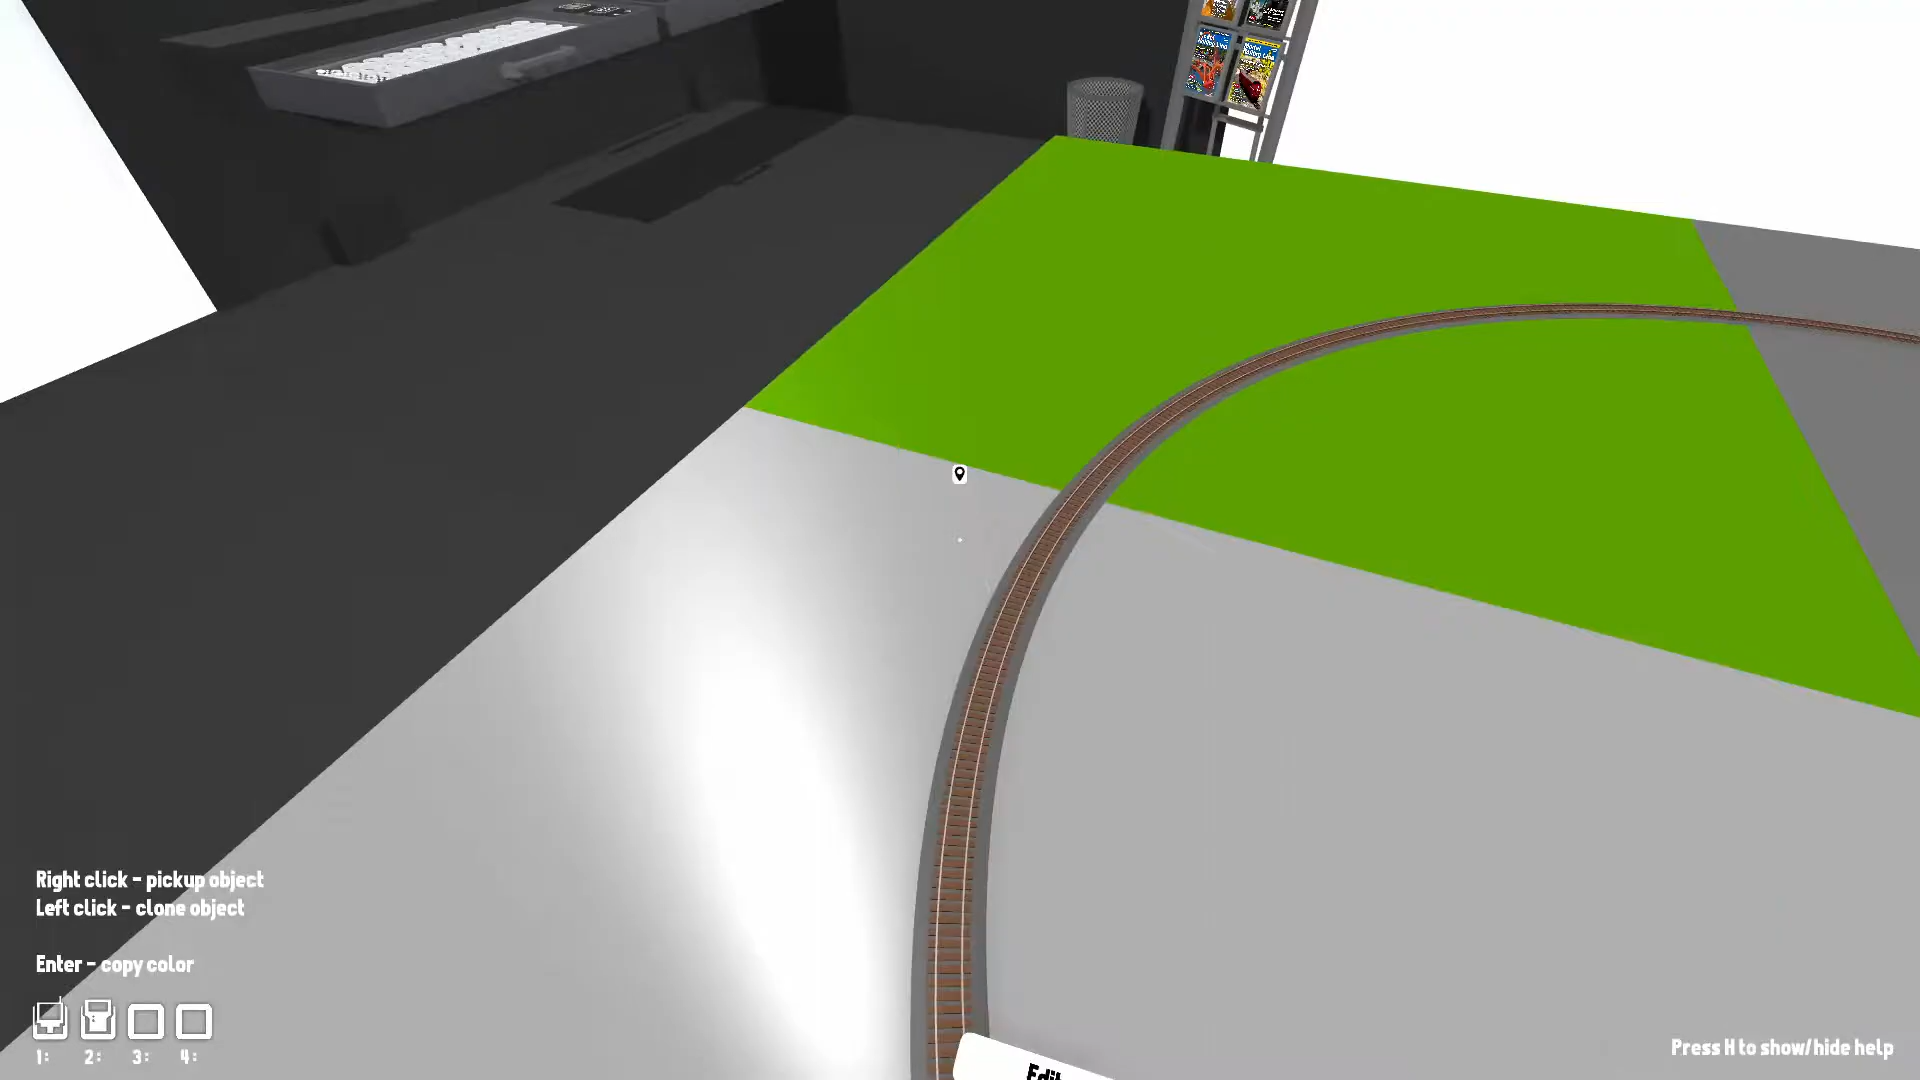 Right click - pickup object
Left click - clone object
Enter - copy color
1:
2:
3:
4:
Press H to show/hide help